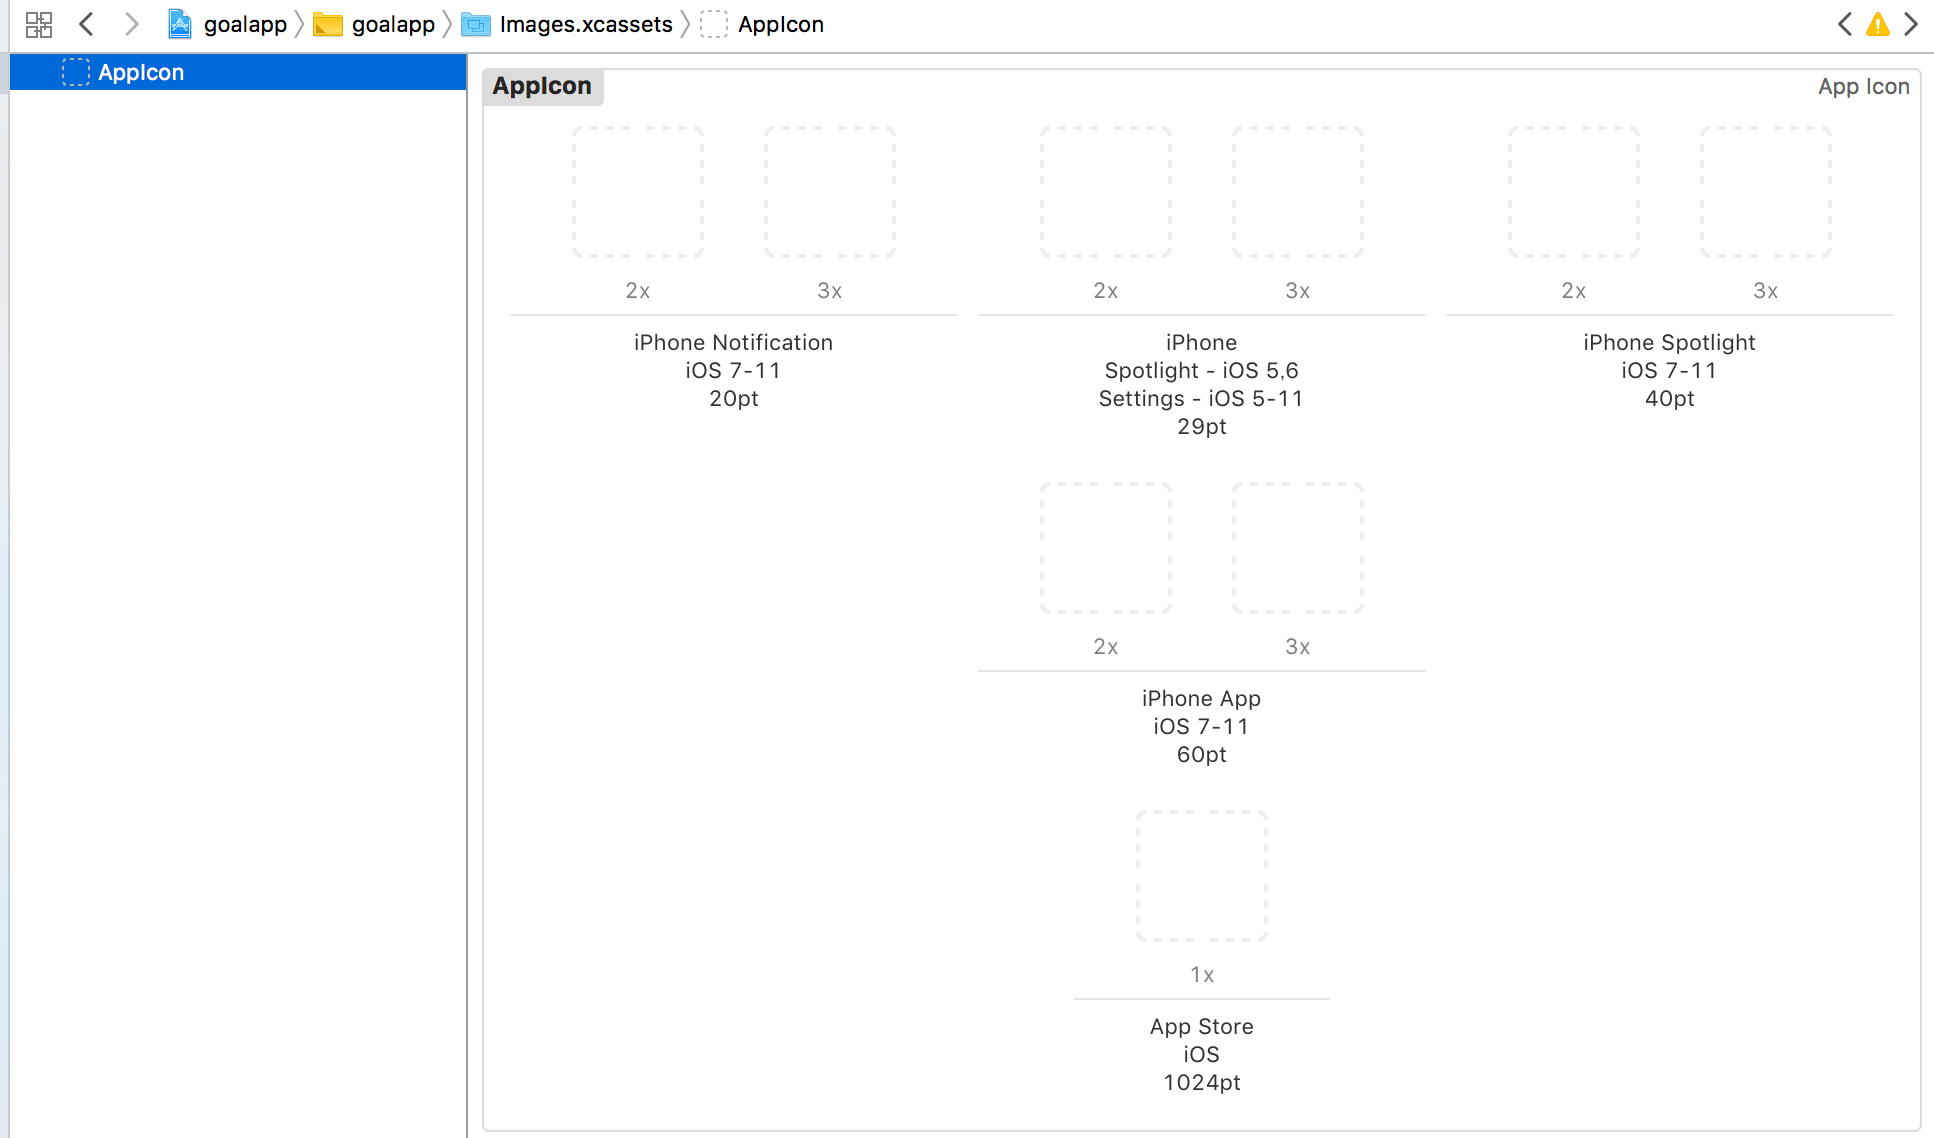 goalapp goalapp Images.xcassets AppIcon
AppIcon
AppIcon
App Icon
2x 3x
2x 3x
2x 3x
iPhone Notification
iOS 7-11
20pt
iPhone
Spotlight - iOS 5,6
Settings - iOS 5-11
29pt
iPhone Spotlight
iOS 7-11
40pt
2x 3x
iPhone App
iOS 7-11
60pt
1x
App Store
iOS
1024pt